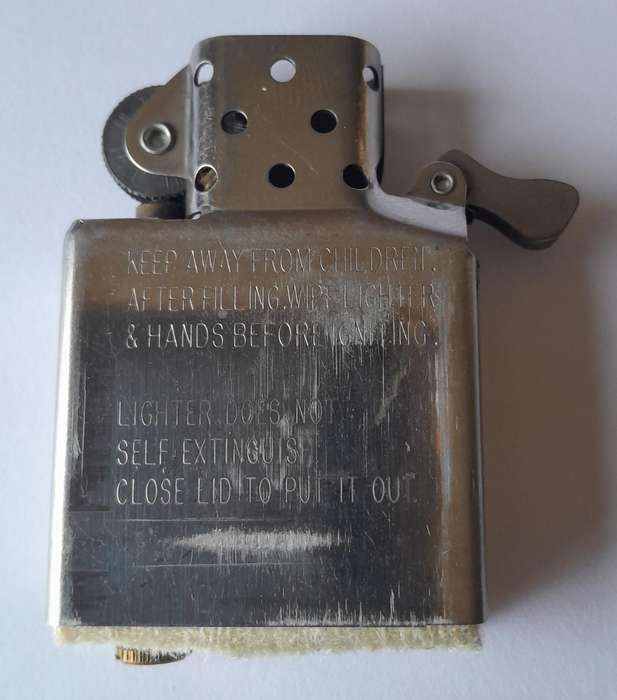 KEEP AWAY FROM CHILDREN.
AFTER FILLING, WIPE LIGHTER
& HANDS BEFORE IGNITING.
LIGHTER DOES NOT
SELF EXTINGUISH
CLOSE LID TO PUT IT OUT